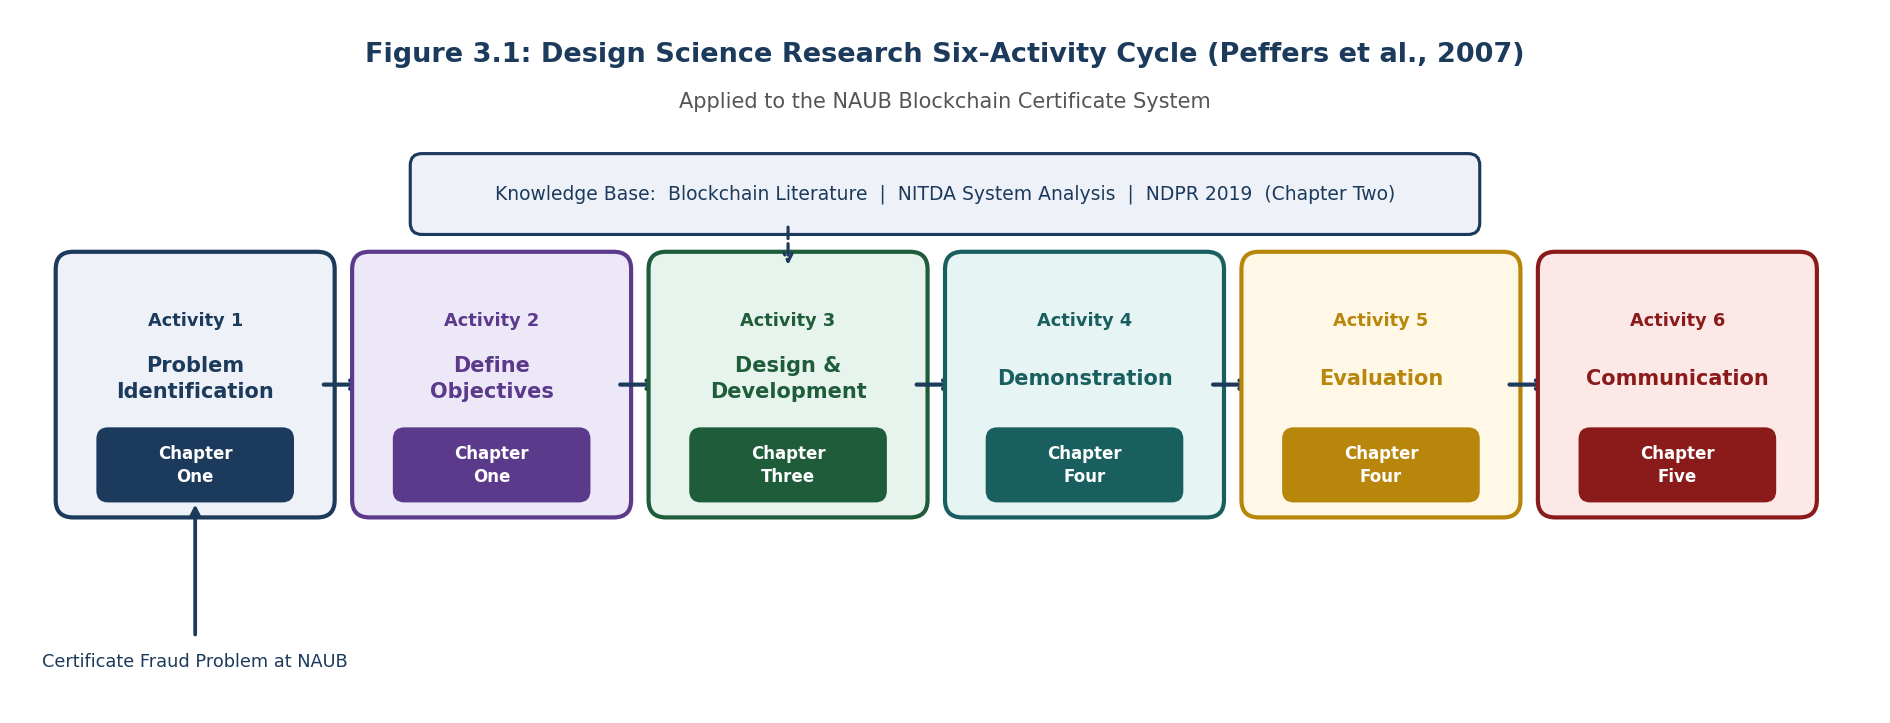 Figure 3.1: Design Science Research Six-Activity Cycle (Peffers et al., 2007)
Applied to the NAUB Blockchain Certificate System
Knowledge Base:  Blockchain Literature  |  NITDA System Analysis  |  NDPR 2019  (Chapter Two)
Activity 1
Problem
Identification
Chapter
One
Activity 2
Define
Objectives
Chapter
One
Activity 3
Design &
Development
Chapter
Three
Activity 4
Demonstration
Chapter
Four
Activity 5
Evaluation
Chapter
Four
Activity 6
Communication
Chapter
Five
Certificate Fraud Problem at NAUB